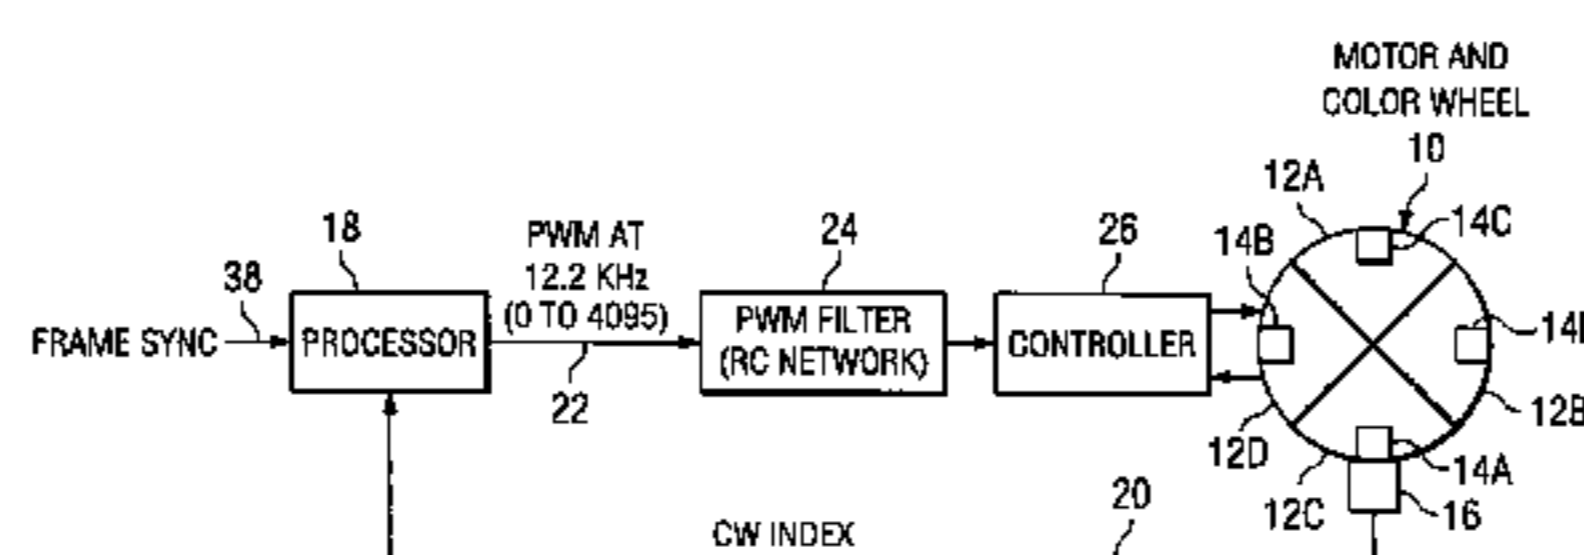 MOTOR AND
COLOR WHEEL
10
12A
18
PWM AT
12.2 KHz
(0 TO 4095)
24
26
14B
14C
38
FRAME SYNC
PROCESSOR
PWM FILTER
(RC NETWORK)
CONTROLLER
22
12D
12C
14A
16
20
CW INDEX